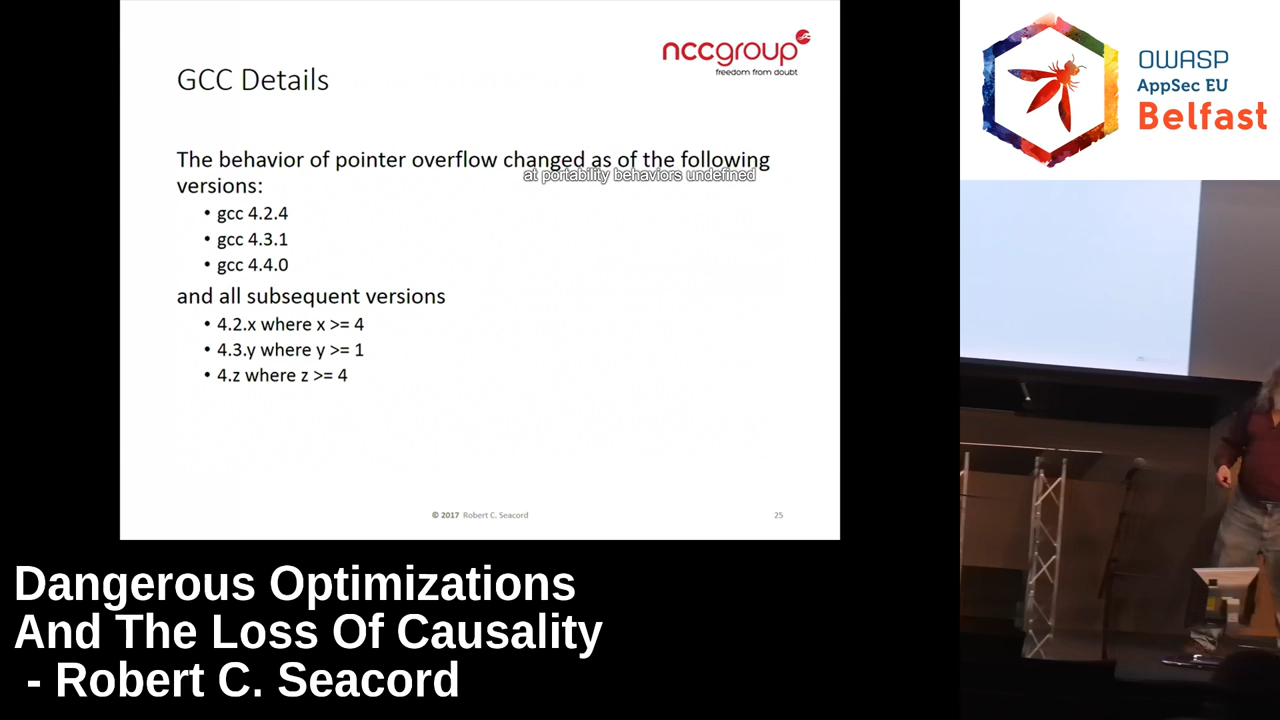 nccgroup
freedom from doubt
GCC Details
The behavior of pointer overflow changed as of the following
at portability behaviors undefined
versions:
• gcc 4.2.4
• gcc 4.3.1
• gcc 4.4.0
and all subsequent versions
• 4.2.x where x >= 4
• 4.3.y where y >= 1
• 4.z where z >= 4
© 2017 Robert C. Seacord
25
OWASP
AppSec EU
Belfast
Dangerous Optimizations
And The Loss Of Causality
- Robert C. Seacord